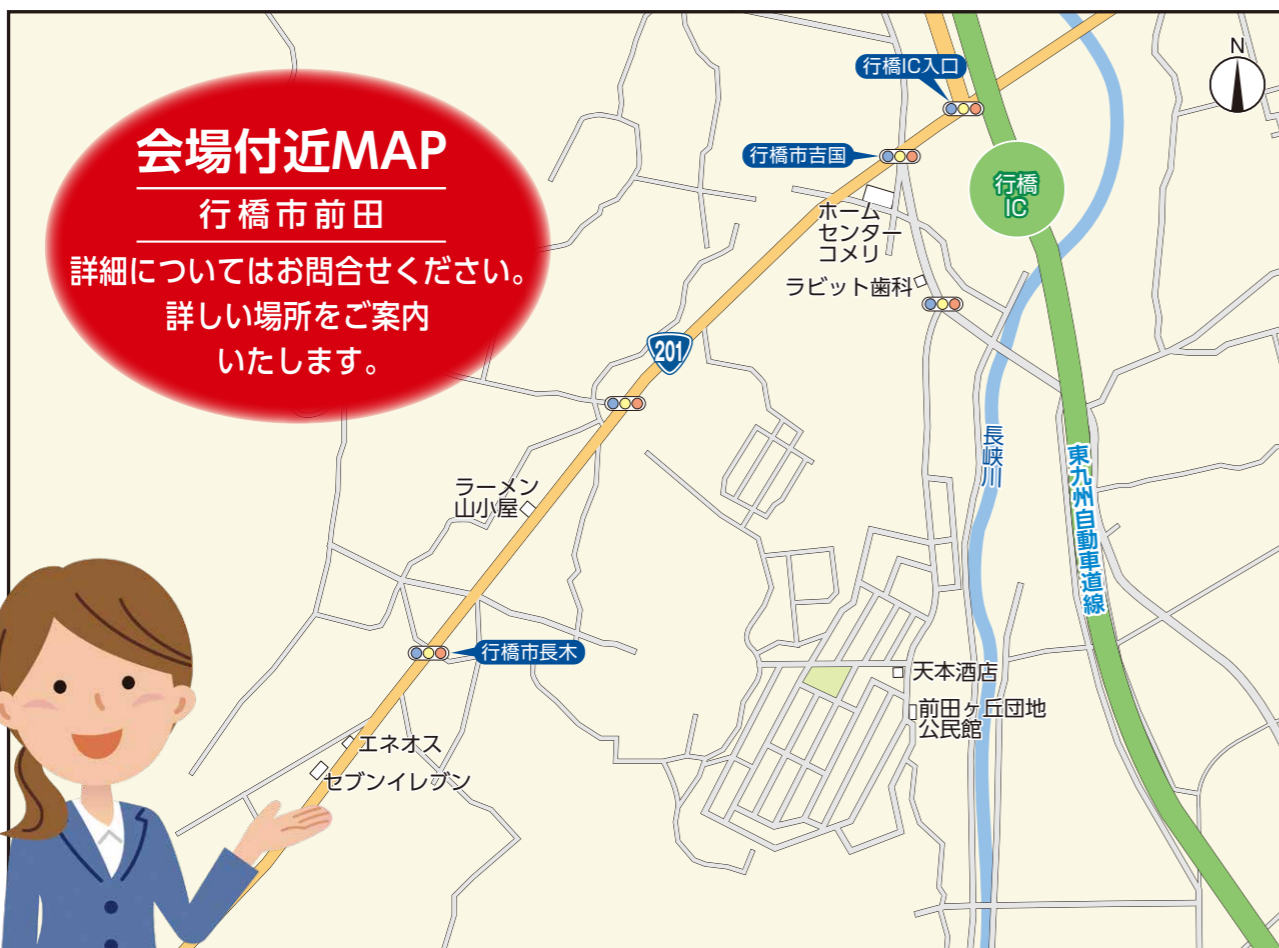 会場付近MAP
行橋市前田
詳細についてはお問合せください。
詳しい場所をご案内
いたします。
N
行橋IC入口
行橋市吉国
行橋
IC
ホーム
センター
コメリ
ラビット歯科
201
長峡川
東九州自動車道線
ラーメン
山小屋
行橋市長木
天本酒店
前田ヶ丘団地
公民館
エネオス
セブンイレブン